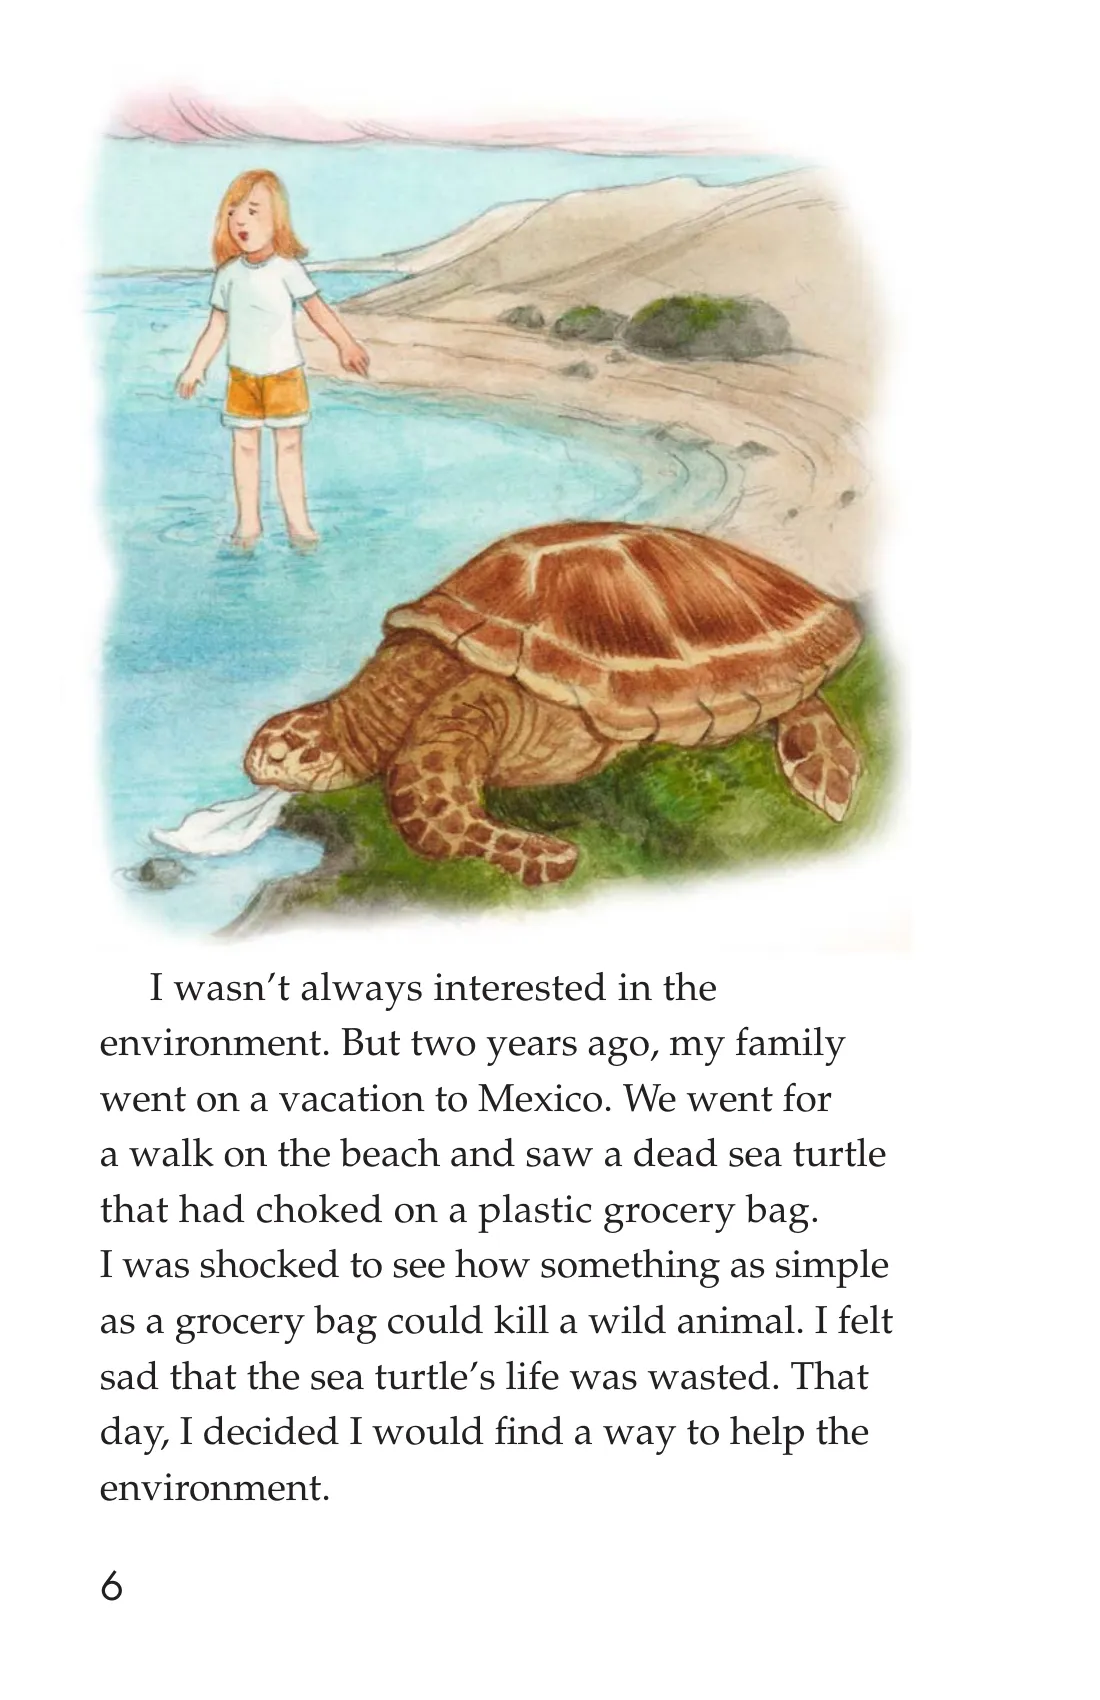 I wasn’t always interested in the
environment. But two years ago, my family
went on a vacation to Mexico. We went for
a walk on the beach and saw a dead sea turtle
that had choked on a plastic grocery bag.
I was shocked to see how something as simple
as a grocery bag could kill a wild animal. I felt
sad that the sea turtle’s life was wasted. That
day, I decided I would find a way to help the
environment.
6